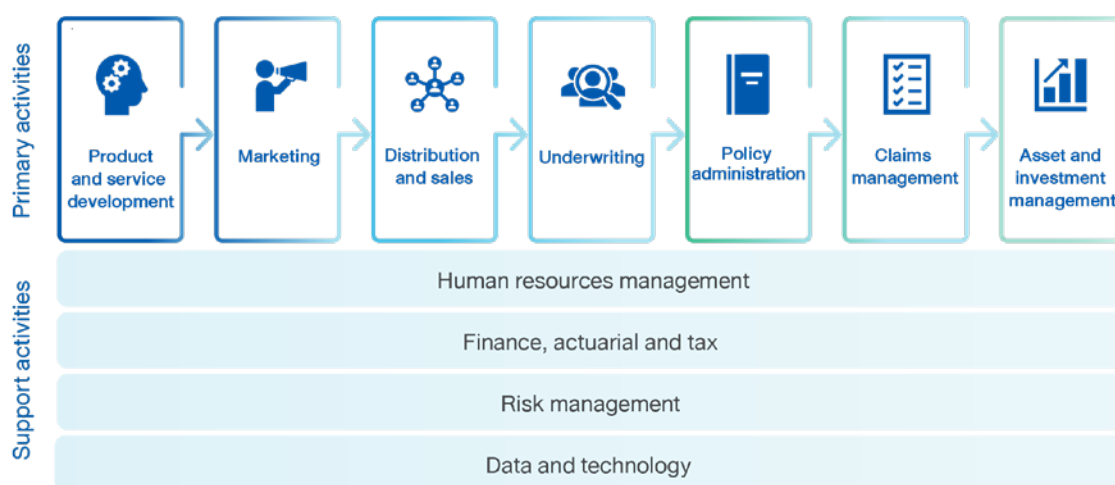 Primary activities
Product
and service
development
Marketing
Distribution
and sales
Underwriting
Policy
administration
Claims
management
Asset and
investment
management
Support activities
Human resources management
Finance, actuarial and tax
Risk management
Data and technology